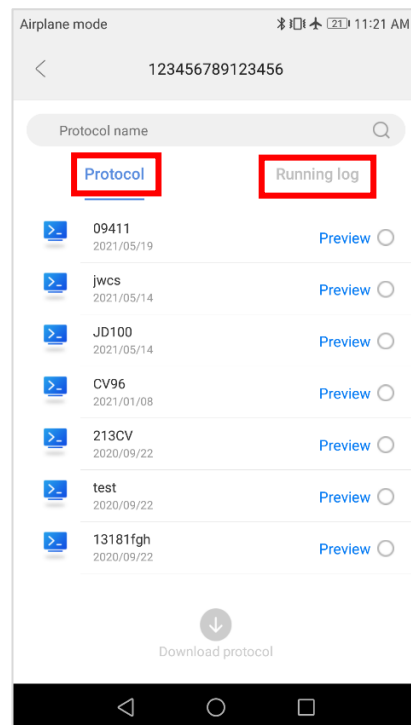 Airplane mode 21 11:21 AM
123456789123456
Protocol name
Protocol Running log
09411
2021/05/19
Preview
jwcs
2021/05/14
Preview
JD100
2021/05/14
Preview
CV96
2021/01/08
Preview
213CV
2020/09/22
Preview
test
2020/09/22
Preview
13181fgh
2020/09/22
Preview
Download protocol